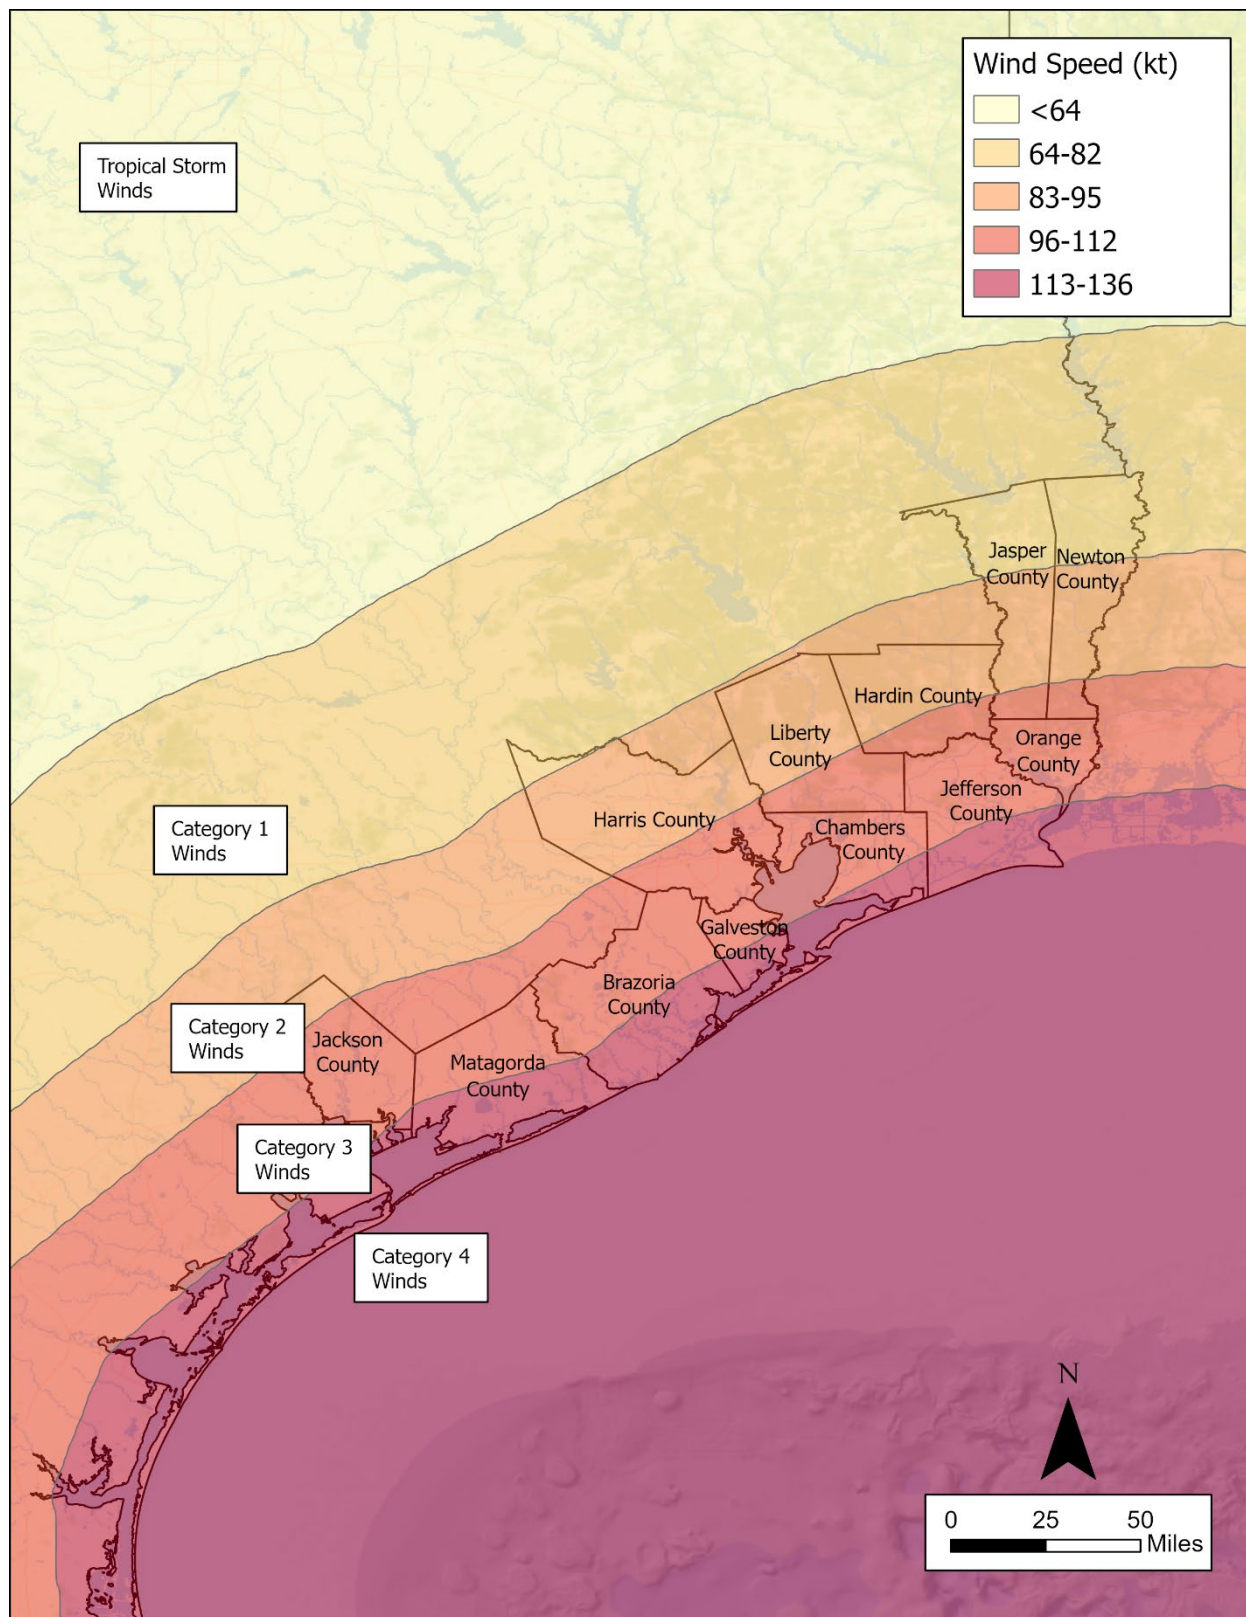 Wind Speed (kt)
<64
64-82
83-95
96-112
113-136
Tropical Storm
Winds
Jasper
County
Newton
County
Hardin County
Liberty
County
Orange
County
Jefferson
County
Harris County
Chambers
County
Category 1
Winds
Galveston
County
Brazoria
County
Category 2
Winds
Jackson
County
Matagorda
County
Category 3
Winds
Category 4
Winds
N
0 25 50
Miles